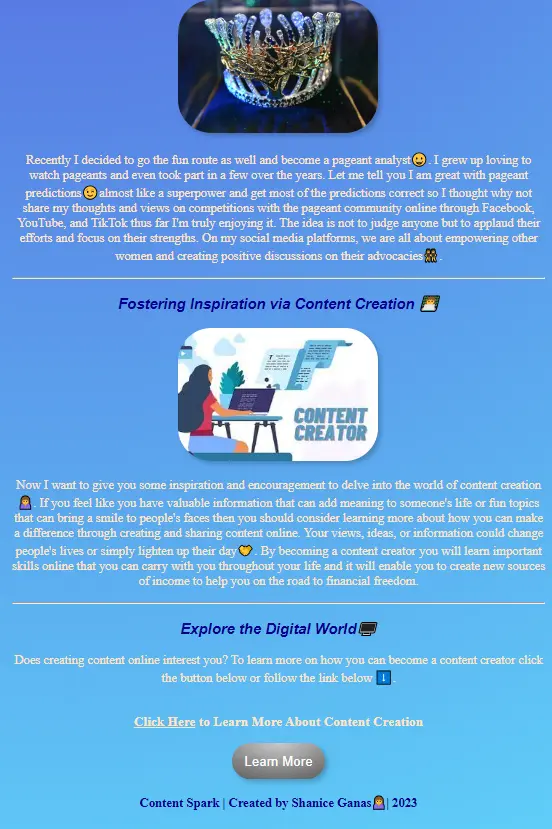 Recently I decided to go the fun route as well and become a pageant analyst😉. I grew up loving to
watch pageants and even took part in a few over the years. Let me tell you I am great with pageant
predictions😉almost like a superpower and get most of the predictions correct so I thought why not
share my thoughts and views on competitions with the pageant community online through Facebook,
YouTube, and TikTok thus far I'm truly enjoying it. The idea is not to judge anyone but to applaud their
efforts and focus on their strengths. On my social media platforms, we are all about empowering other
women and creating positive discussions on their advocacies👭.
Fostering Inspiration via Content Creation 👩‍💻
CONTENT
CREATOR
Now I want to give you some inspiration and encouragement to delve into the world of content creation
🤷‍♀️. If you feel like you have valuable information that can add meaning to someone's life or fun topics
that can bring a smile to people's faces then you should consider learning more about how you can make
a difference through creating and sharing content online. Your views, ideas, or information could change
people's lives or simply lighten up their day💛. By becoming a content creator you will learn important
skills online that you can carry with you throughout your life and it will enable you to create new sources
of income to help you on the road to financial freedom.
Explore the Digital World🖥️
Does creating content online interest you? To learn more on how you can become a content creator click
the button below or follow the link below ⬇️.
Click Here to Learn More About Content Creation
Learn More
Content Spark | Created by Shanice Ganas🤷‍♀️| 2023